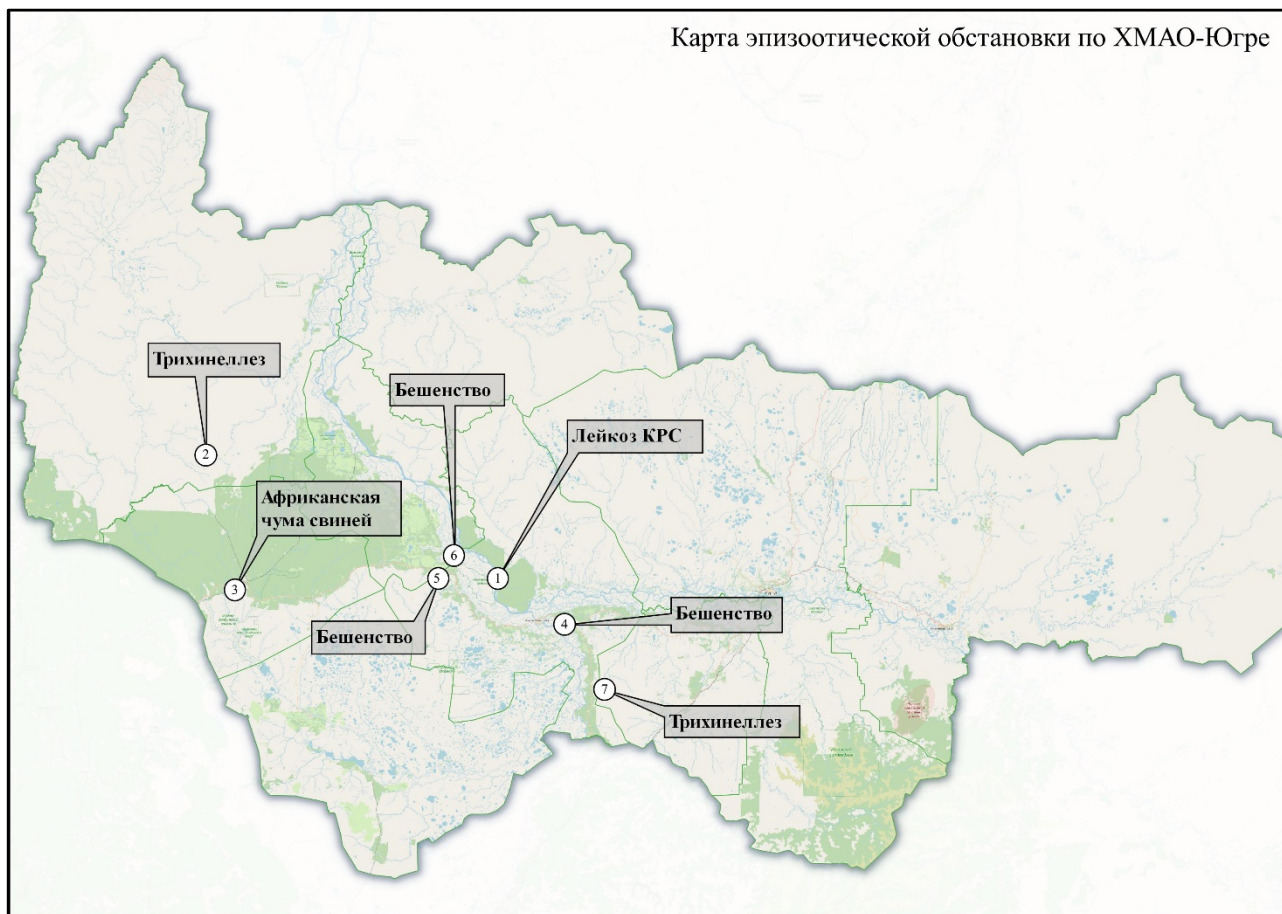 Карта эпизоотической обстановки по ХМАО-Югре
Трихинеллез
Бешенство
Лейкоз КРС
2
Африканская
чума свиней
6
5
1
3
Бешенство
4
Бешенство
7
Трихинеллез